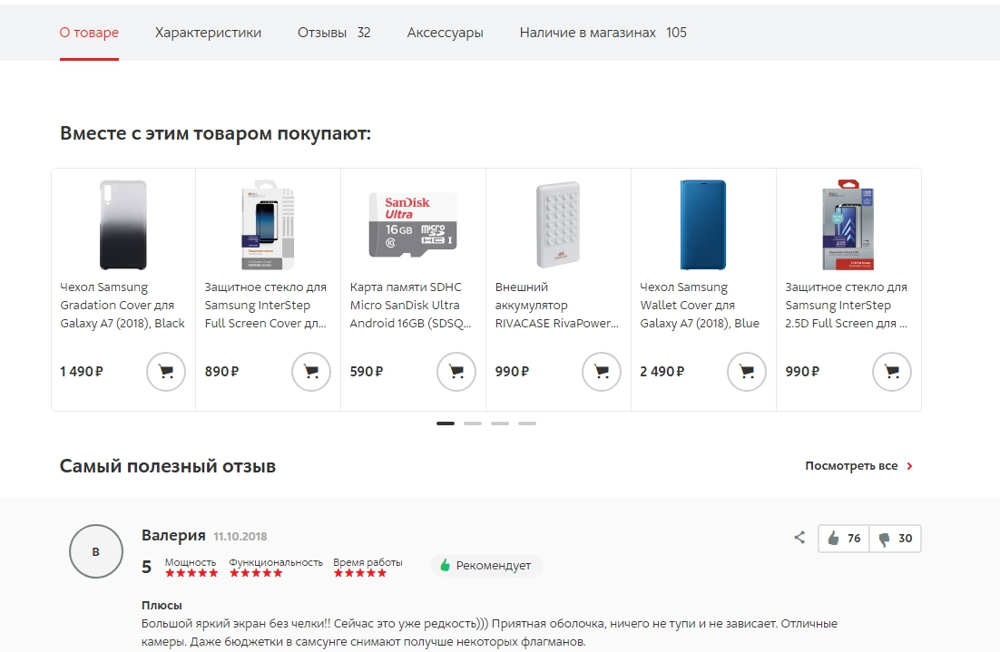 О товаре Характеристики Отзывы 32 Аксессуары Наличие в магазинах 105
Вместе с этим товаром покупают:
SanDisk
Ultra
16GB micro
HC I
10
Чехол Samsung
Gradation Cover для
Galaxy A7 (2018), Black
1 490 ₽
Защитное стекло для
Samsung InterStep
Full Screen Cover дл...
890 ₽
Карта памяти SDHC
Micro SanDisk Ultra
Android 16GB (SDSQ...
590 ₽
Внешний
аккумулятор
RIVACASE RivaPower...
990 ₽
Чехол Samsung
Wallet Cover для
Galaxy A7 (2018), Blue
2 490 ₽
Защитное стекло для
Samsung InterStep
2.5D Full Screen для ...
990 ₽
Самый полезный отзыв
Посмотреть все
В
Валерия 11.10.2018
76 30
5 Мощность Функциональность Время работы
Рекомендует
Плюсы
Большой яркий экран без челки!! Сейчас это уже редкость))) Приятная оболочка, ничего не тупи и не зависает. Отличные
камеры. Даже бюджетки в самсунге снимают получше некоторых флагманов.